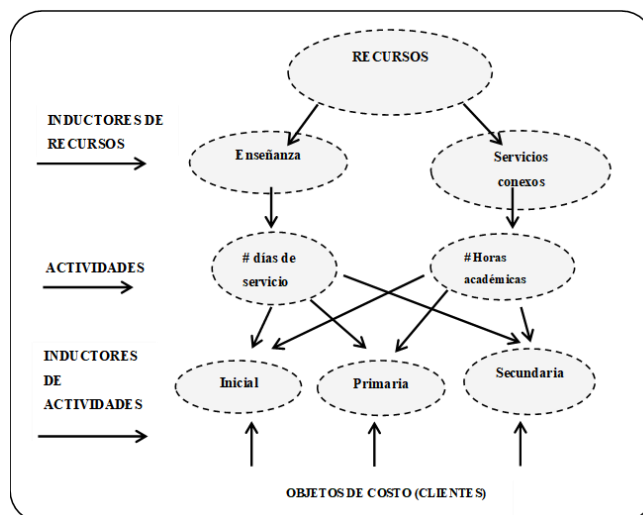 RECURSOS
INDUCTORES DE
RECURSOS
Enseñanza
Servicios
conexos
ACTIVIDADES
# días de
servicio
# Horas
académicas
INDUCTORES
DE
ACTIVIDADES
Inicial
Primaria
Secundaria
OBJETOS DE COSTO (CLIENTES)